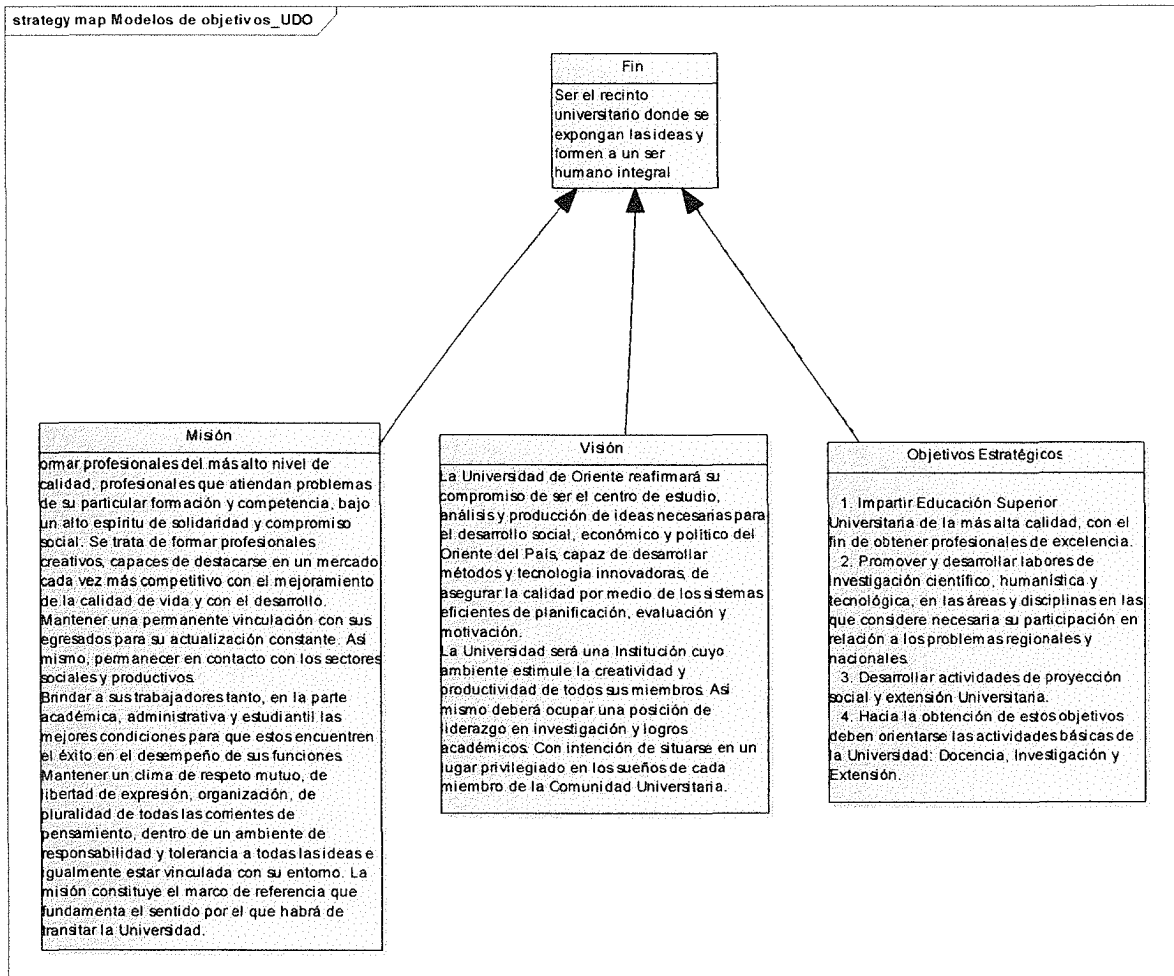 strategy map Modelos de objetivos_UDO
Fin
Ser el recinto
universitario donde se
expongan las ideas y
formen a un ser
humano integral
Misión
ormar profesionales del más alto nivel de
calidad, profesionales que atiendan problemas
de su particular formación y competencia, bajo
un alto espíritu de solidaridad y compromiso
social. Se trata de formar profesionales
creativos, capaces de destacarse en un mercado
cada vez más competitivo con el mejoramiento
de la calidad de vida y con el desarrollo.
Mantener una permanente vinculación con sus
egresados para su actualización constante. Así
mismo, permanecer en contacto con los sectores
sociales y productivos.
Brindar a sus trabajadores tanto, en la parte
académica, administrativa y estudiantil las
mejores condiciones para que estos encuentren
el éxito en el desempeño de sus funciones.
Mantener un clima de respeto mutuo, de
libertad de expresión, organización, de
pluralidad de todas las corrientes de
pensamiento, dentro de un ambiente de
responsabilidad y tolerancia a todas las ideas e
igualmente estar vinculada con su entorno. La
misión constituye el marco de referencia que
fundamenta el sentido por el que habrá de
transitar la Universidad.
Visión
La Universidad de Oriente reafirmará su
compromiso de ser el centro de estudio,
análisis y producción de ideas necesarias para
el desarrollo social, económico y político del
Oriente del País, capaz de desarrollar
métodos y tecnología innovadoras, de
asegurar la calidad por medio de los sistemas
eficientes de planificación, evaluación y
motivación.
La Universidad será una Institución cuyo
ambiente estimule la creatividad y
productividad de todos sus miembros. Así
mismo deberá ocupar una posición de
liderazgo en investigación y logros
académicos. Con intención de situarse en un
lugar privilegiado en los sueños de cada
miembro de la Comunidad Universitaria.
Objetivos Estratégicos
1. Impartir Educación Superior
Universitaria de la más alta calidad, con el
fin de obtener profesionales de excelencia.
2. Promover y desarrollar labores de
Investigación científico, humanística y
tecnológica, en las áreas y disciplinas en las
que considere necesaria su participación en
relación a los problemas regionales y
nacionales.
3. Desarrollar actividades de proyección
social y extensión Universitaria.
4. Hacia la obtención de estos objetivos
deben orientarse las actividades básicas de
la Universidad: Docencia, Investigación y
Extensión.